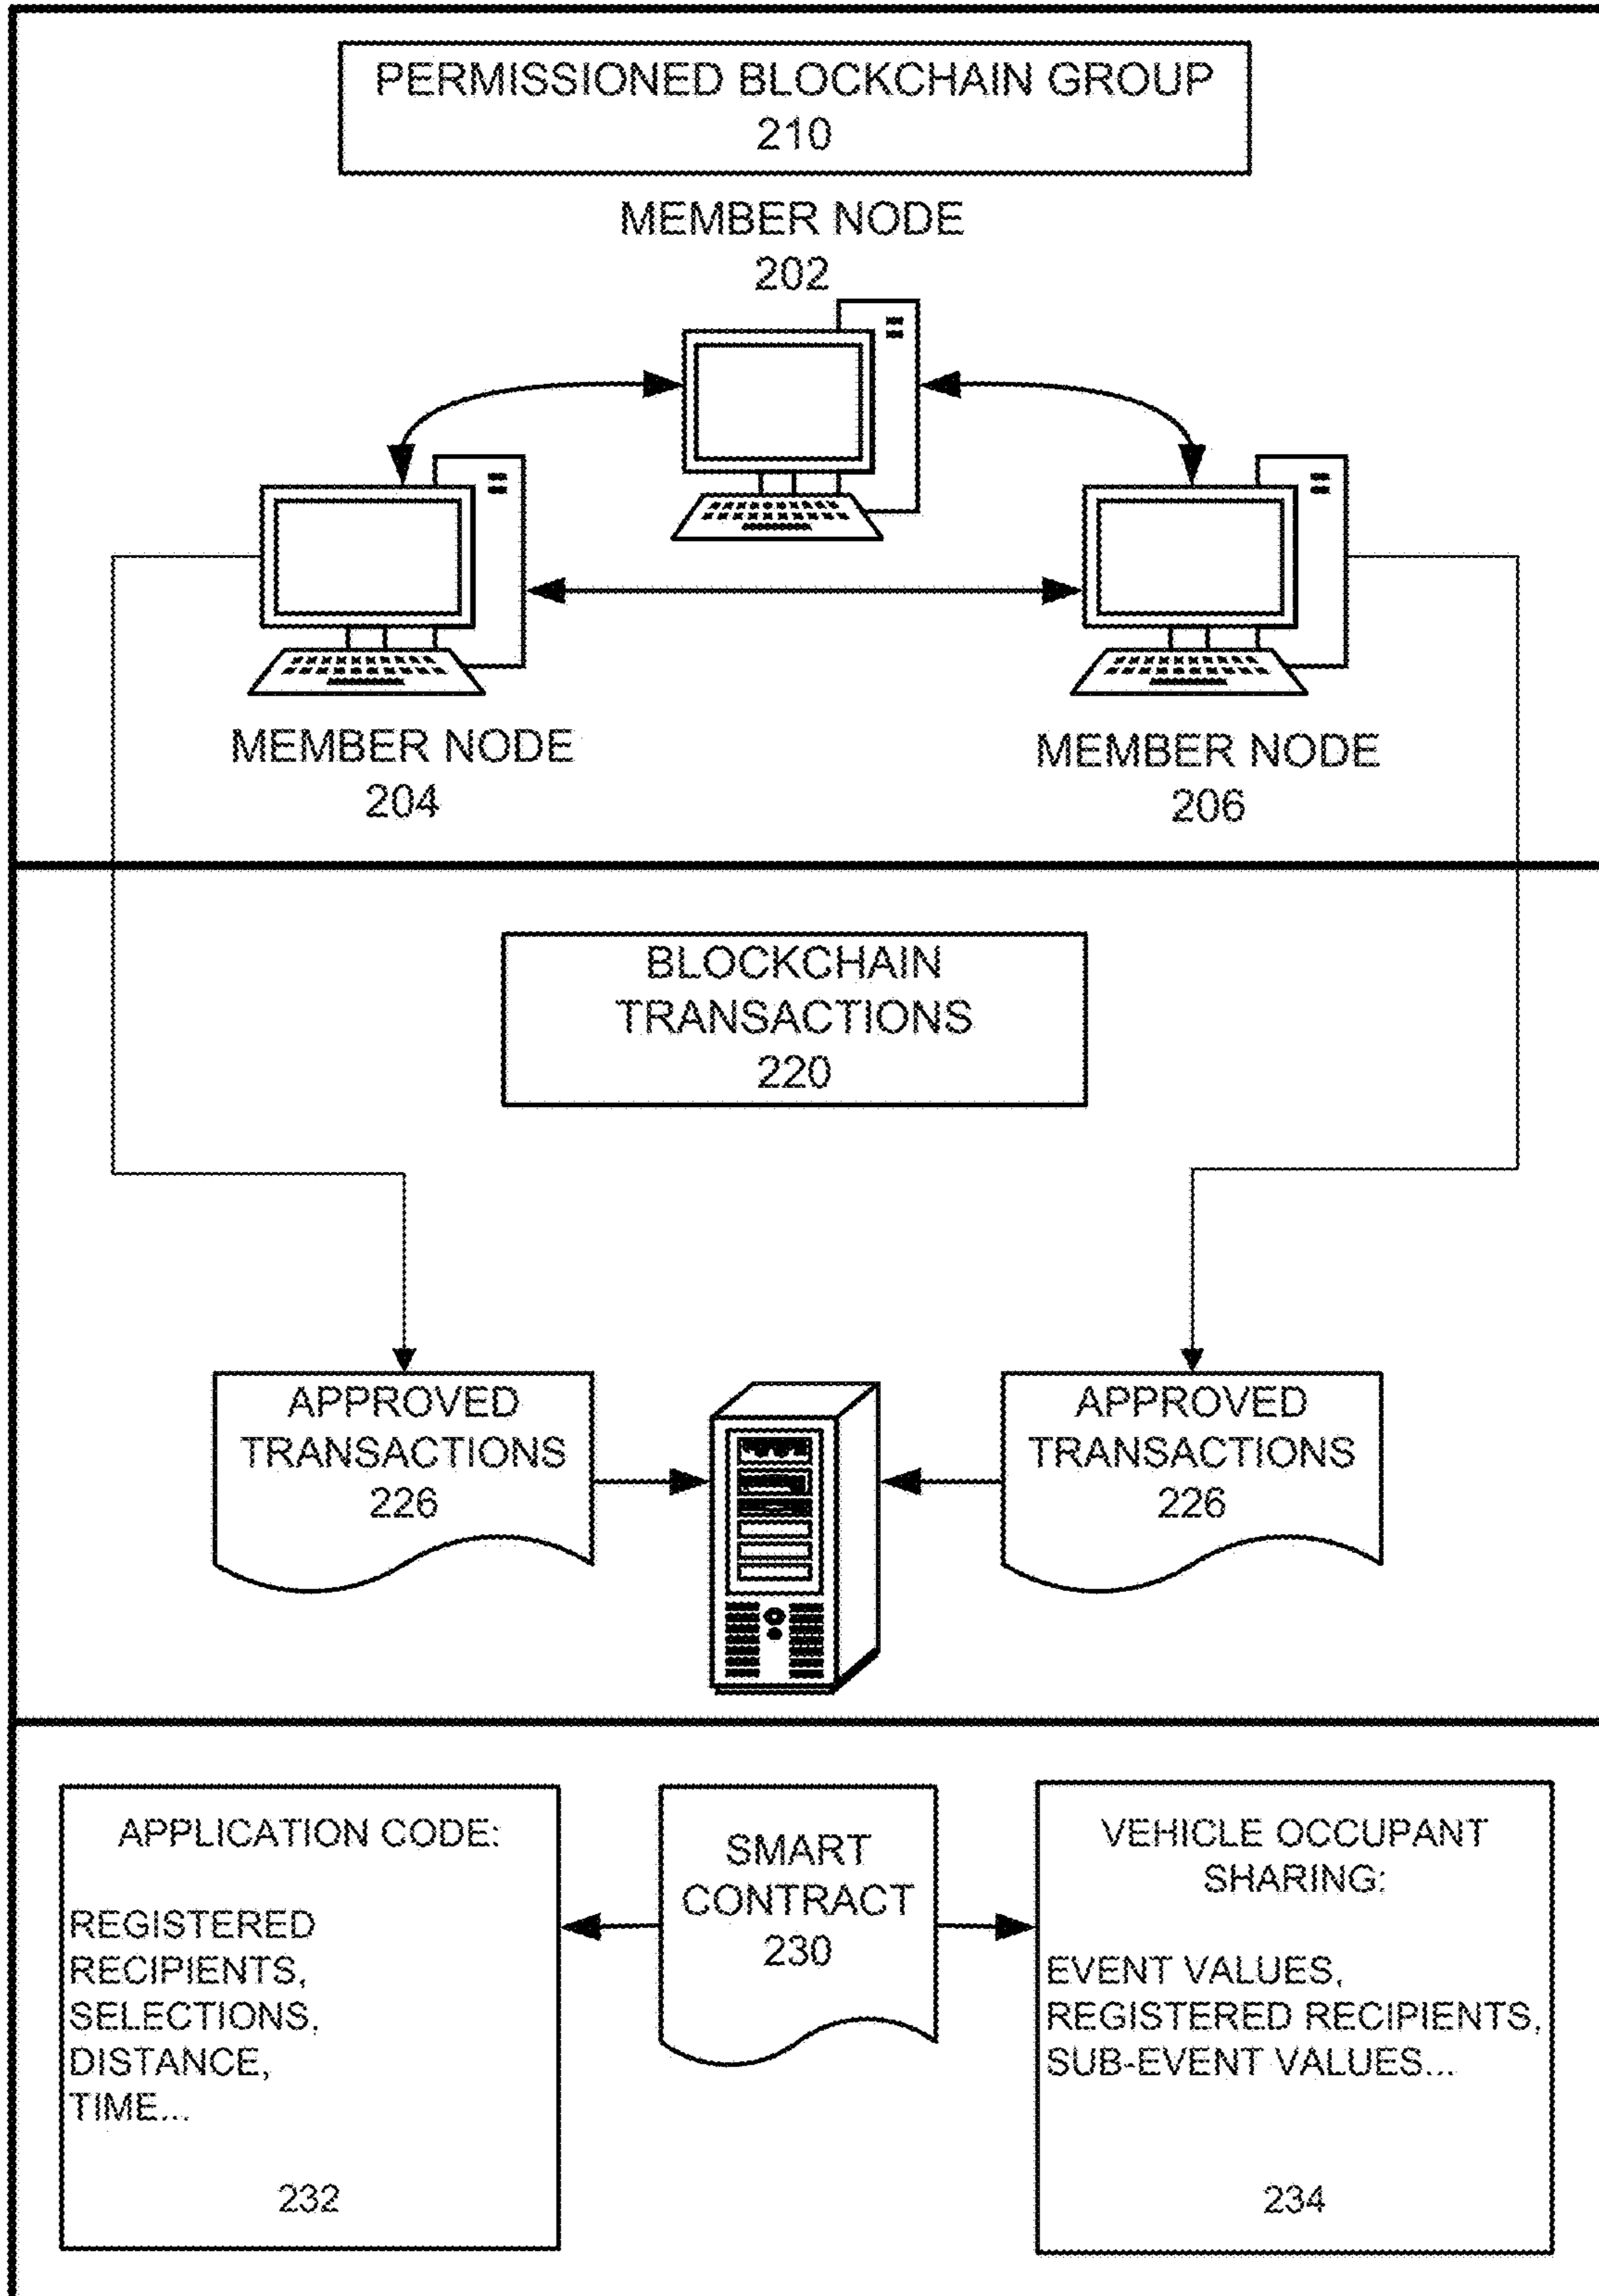 PERMISSIONED BLOCKCHAIN GROUP
210
MEMBER NODE
202
MEMBER NODE
204
MEMBER NODE
206
BLOCKCHAIN
TRANSACTIONS
220
APPROVED
TRANSACTIONS
226
APPROVED
TRANSACTIONS
226
APPLICATION CODE:
REGISTERED
RECIPIENTS,
SELECTIONS,
DISTANCE,
TIME...
232
SMART
CONTRACT
230
VEHICLE OCCUPANT
SHARING:
EVENT VALUES,
REGISTERED RECIPIENTS,
SUB-EVENT VALUES...
234